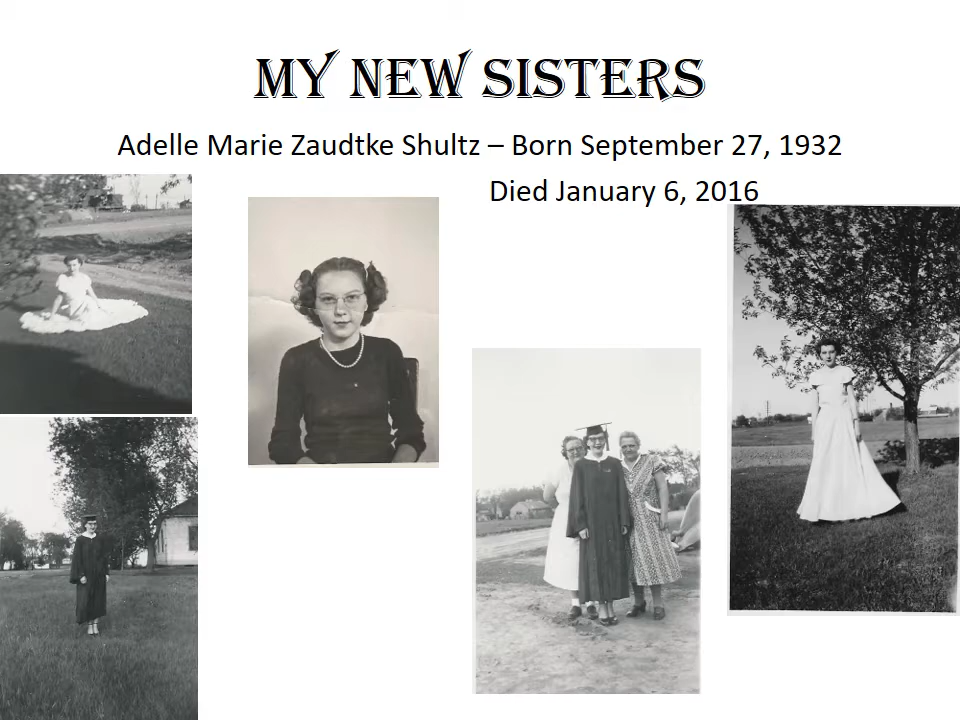 MY NEW SISTERS
Adelle Marie Zaudtke Shultz – Born September 27, 1932
Died January 6, 2016